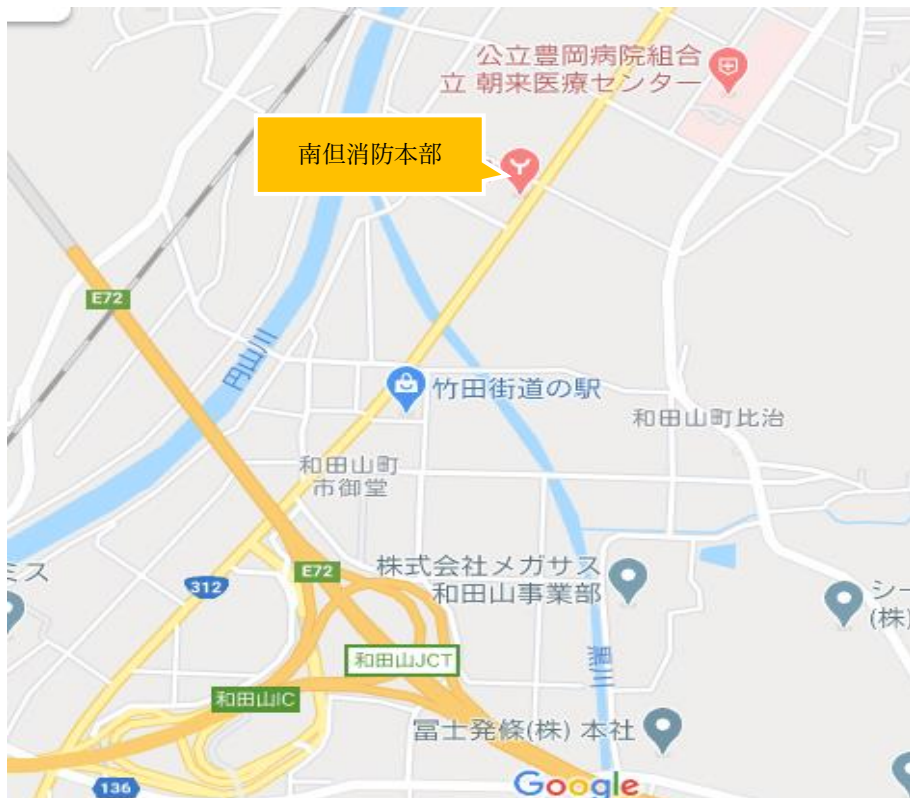 公立豊岡病院組合
立 朝来医療センター
南但消防本部
E72
円山川
竹田街道の駅
和田山町比治
和田山町
市御堂
ミス
312
E72
株式会社メガサス
和田山事業部
シー
(株)
黒川
和田山JCT
和田山IC
冨士発條(株) 本社
136
Google